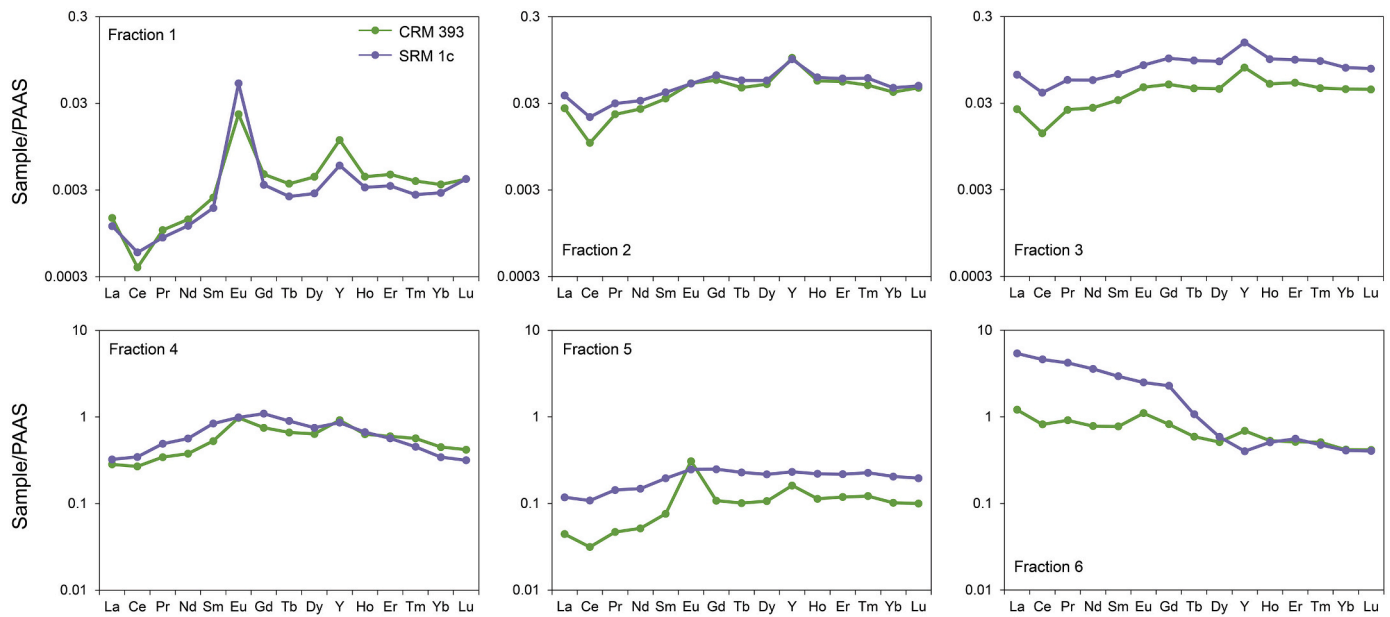 Sample/PAAS
0.3
0.03
0.003
0.0003
Fraction 1
CRM 393
SRM 1c
La Ce Pr Nd Sm Eu Gd Tb Dy Y Ho Er Tm Yb Lu
0.3
0.03
0.003
0.0003
Fraction 2
La Ce Pr Nd Sm Eu Gd Tb Dy Y Ho Er Tm Yb Lu
0.3
0.03
0.003
0.0003
Fraction 3
La Ce Pr Nd Sm Eu Gd Tb Dy Y Ho Er Tm Yb Lu
Sample/PAAS
10
1
0.1
0.01
Fraction 4
La Ce Pr Nd Sm Eu Gd Tb Dy Y Ho Er Tm Yb Lu
10
1
0.1
0.01
Fraction 5
La Ce Pr Nd Sm Eu Gd Tb Dy Y Ho Er Tm Yb Lu
10
1
0.1
0.01
Fraction 6
La Ce Pr Nd Sm Eu Gd Tb Dy Y Ho Er Tm Yb Lu